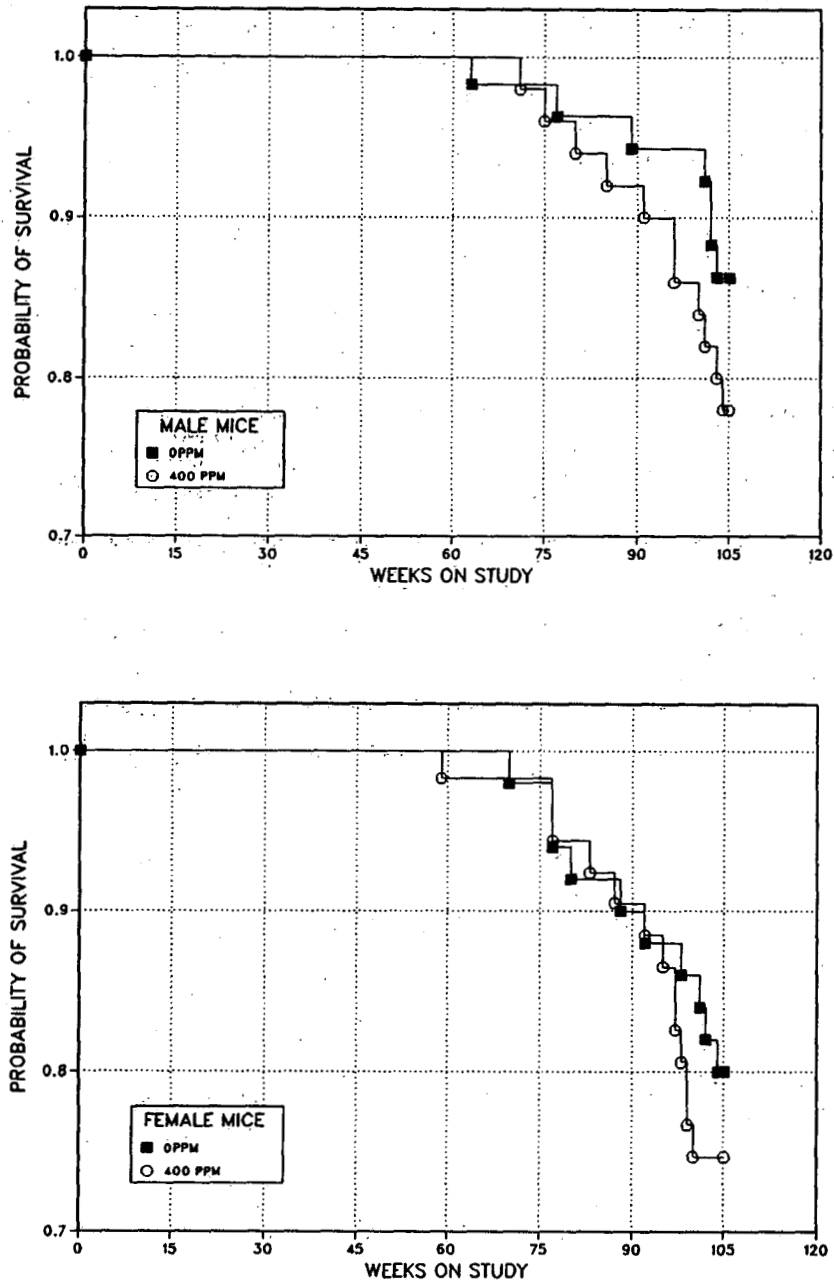 1.0
0.9
0.8
0.7
PROBABILITY OF SURVIVAL
MALE MICE
0PPM
400 PPM
0 15 30 45 60 75 90 105 120
WEEKS ON STUDY
1.0
0.9
0.8
0.7
PROBABILITY OF SURVIVAL
FEMALE MICE
0PPM
400 PPM
0 15 30 45 60 75 90 105 120
WEEKS ON STUDY